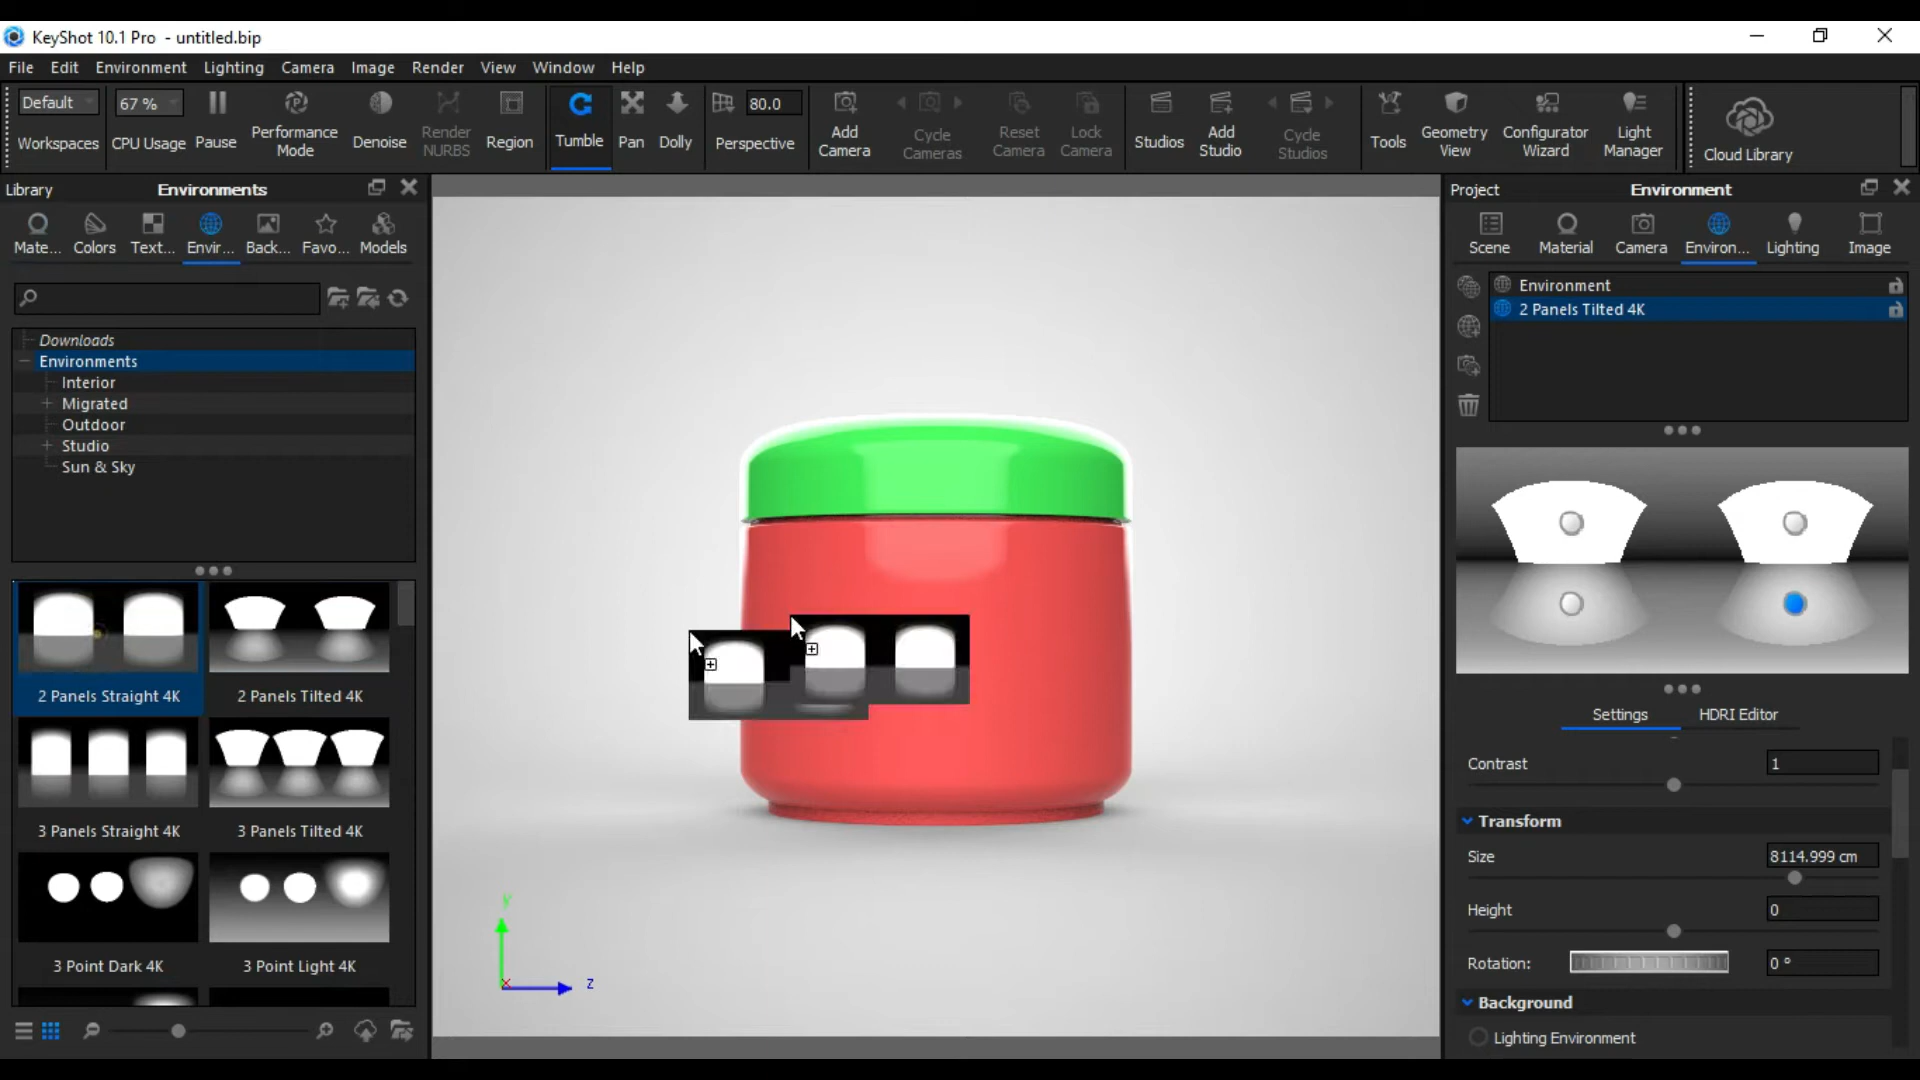 KeyShot 10.1 Pro - untitled.bip
File Edit Environment Lighting Camera Image Render View Window Help
Default 67 % 80.0
Workspaces CPU Usage Pause Performance Mode Denoise Render NURBS Region Tumble Pan Dolly Perspective Add Camera Cycle Cameras Reset Camera Lock Camera Studios Add Studio Cycle Studios Tools Geometry View Configurator Wizard Light Manager Cloud Library
Library Environments
Mate... Colors Text... Envir... Back... Favo... Models
Downloads
Environments
Interior
Migrated
Outdoor
Studio
Sun & Sky
2 Panels Straight 4K 2 Panels Tilted 4K
3 Panels Straight 4K 3 Panels Tilted 4K
3 Point Dark 4K 3 Point Light 4K
y
z
Project Environment
Scene Material Camera Environ... Lighting Image
Environment
2 Panels Tilted 4K
Settings HDRI Editor
Contrast 1
Transform
Size 8114.999 cm
Height 0
Rotation: 0 °
Background
Lighting Environment